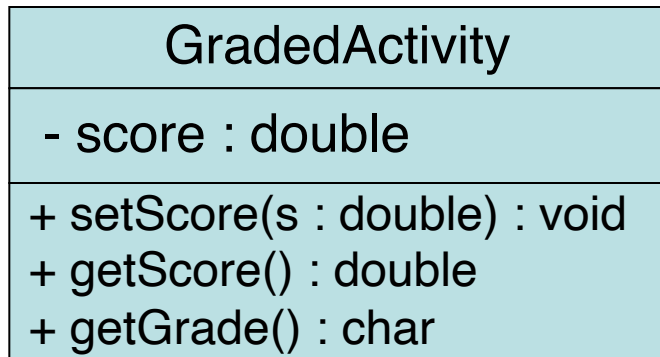 GradedActivity
- score : double
+ setScore(s : double) : void
+ getScore() : double
+ getGrade() : char